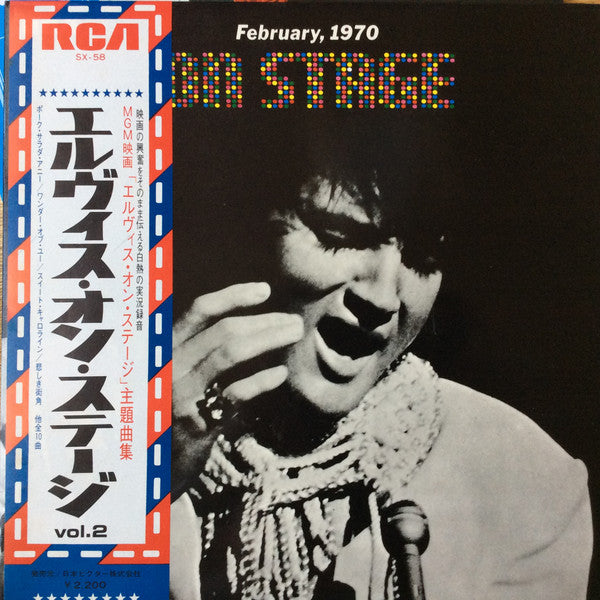 RCA
SX-58
February, 1970
ON STAGE
★★★★★★★★★★
映画の興奮をそのまま伝える白熱の実況録音
MGM映画「エルヴィス・オン・ステージ」主題曲集
エルヴィス・オン・ステージ
vol.2
ポーク・サラダ・アニー/ワンダー・オブ・ユー/スイート・キャロライン/悲しき街角 他全10曲
発売元/日本ビクター株式会社
¥2,200